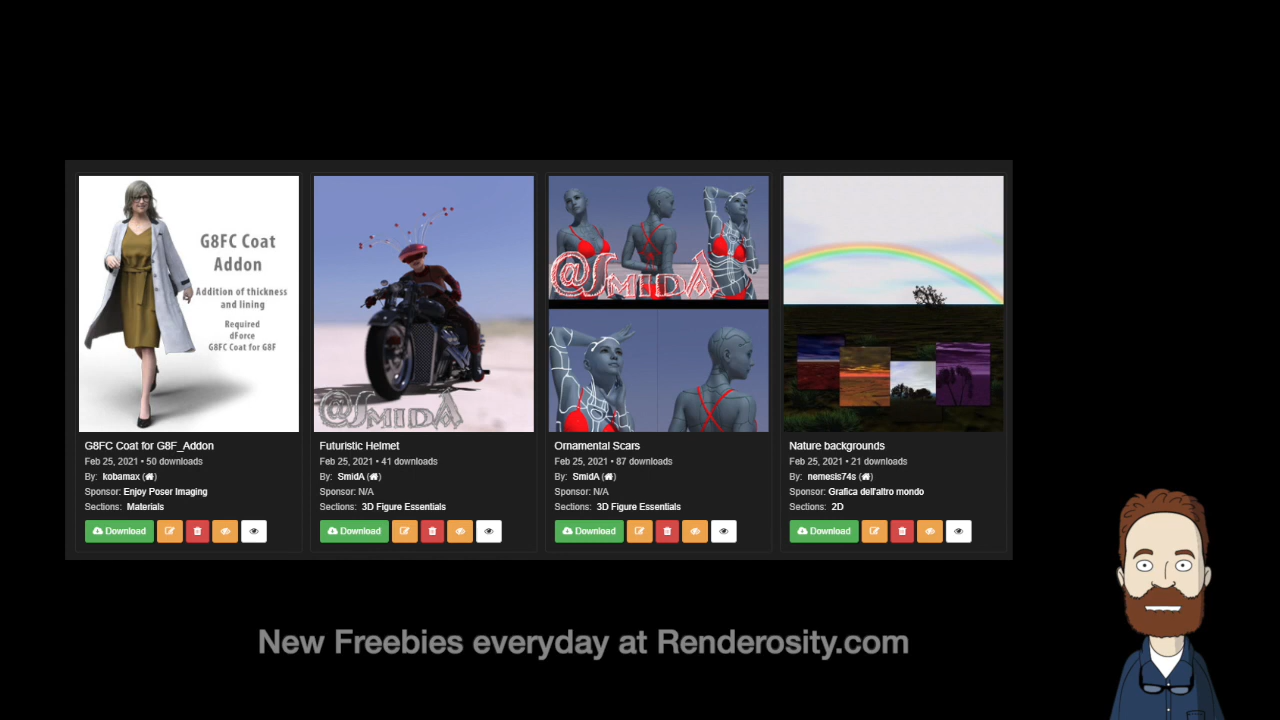 G8FC Coat
Addon
Addition of thickness
and lining
Required
dForce
G8FC Coat for G8F
G8FC Coat for G8F_Addon
Feb 25, 2021 • 50 downloads
By: kobamax ()
Sponsor: Enjoy Poser Imaging
Sections: Materials
Download
@SmidA
Futuristic Helmet
Feb 25, 2021 • 41 downloads
By: SmidA ()
Sponsor: N/A
Sections: 3D Figure Essentials
Download
@SmidA
Ornamental Scars
Feb 25, 2021 • 87 downloads
By: SmidA ()
Sponsor: N/A
Sections: 3D Figure Essentials
Download
Nature backgrounds
Feb 25, 2021 • 21 downloads
By: nemesis74s ()
Sponsor: Grafica dell'altro mondo
Sections: 2D
Download
New Freebies everyday at Renderosity.com